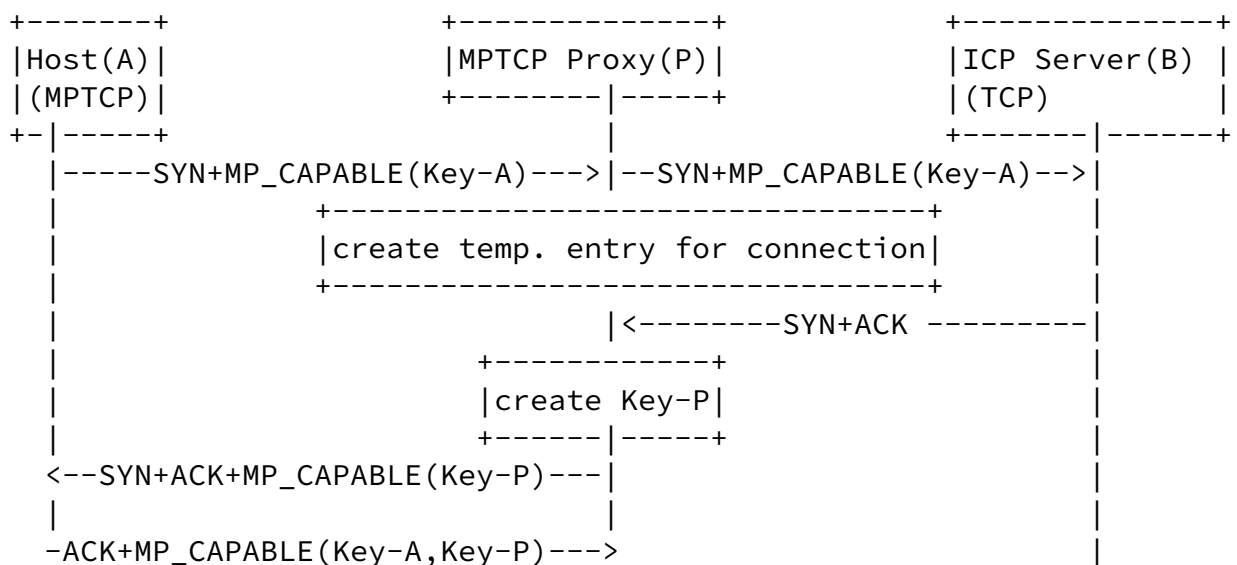 +-------+ +--------------+ +--------------+
|Host(A)| |MPTCP Proxy(P)| |ICP Server(B) |
|(MPTCP)| +--------|-----+ |(TCP) |
+-|-----+ | +-------|------+
|-----SYN+MP_CAPABLE(Key-A)--->|--SYN+MP_CAPABLE(Key-A)-->|
| +---------------------------------+ |
| |create temp. entry for connection| |
| +---------------------------------+ |
| |<--------SYN+ACK ---------|
| +------------+ |
| |create Key-P| |
| +------|-----+ |
<--SYN+ACK+MP_CAPABLE(Key-P)---| |
| | |
-ACK+MP_CAPABLE(Key-A,Key-P)---> |